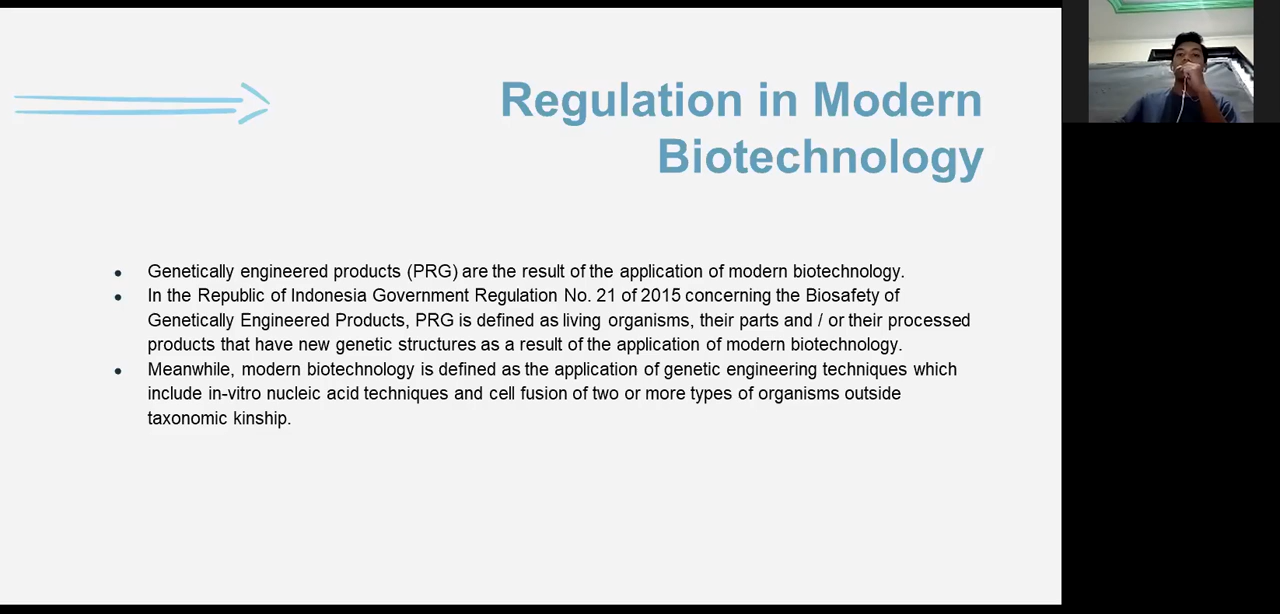 Regulation in Modern
Biotechnology
• Genetically engineered products (PRG) are the result of the application of modern biotechnology.
• In the Republic of Indonesia Government Regulation No. 21 of 2015 concerning the Biosafety of
Genetically Engineered Products, PRG is defined as living organisms, their parts and / or their processed
products that have new genetic structures as a result of the application of modern biotechnology.
• Meanwhile, modern biotechnology is defined as the application of genetic engineering techniques which
include in-vitro nucleic acid techniques and cell fusion of two or more types of organisms outside
taxonomic kinship.